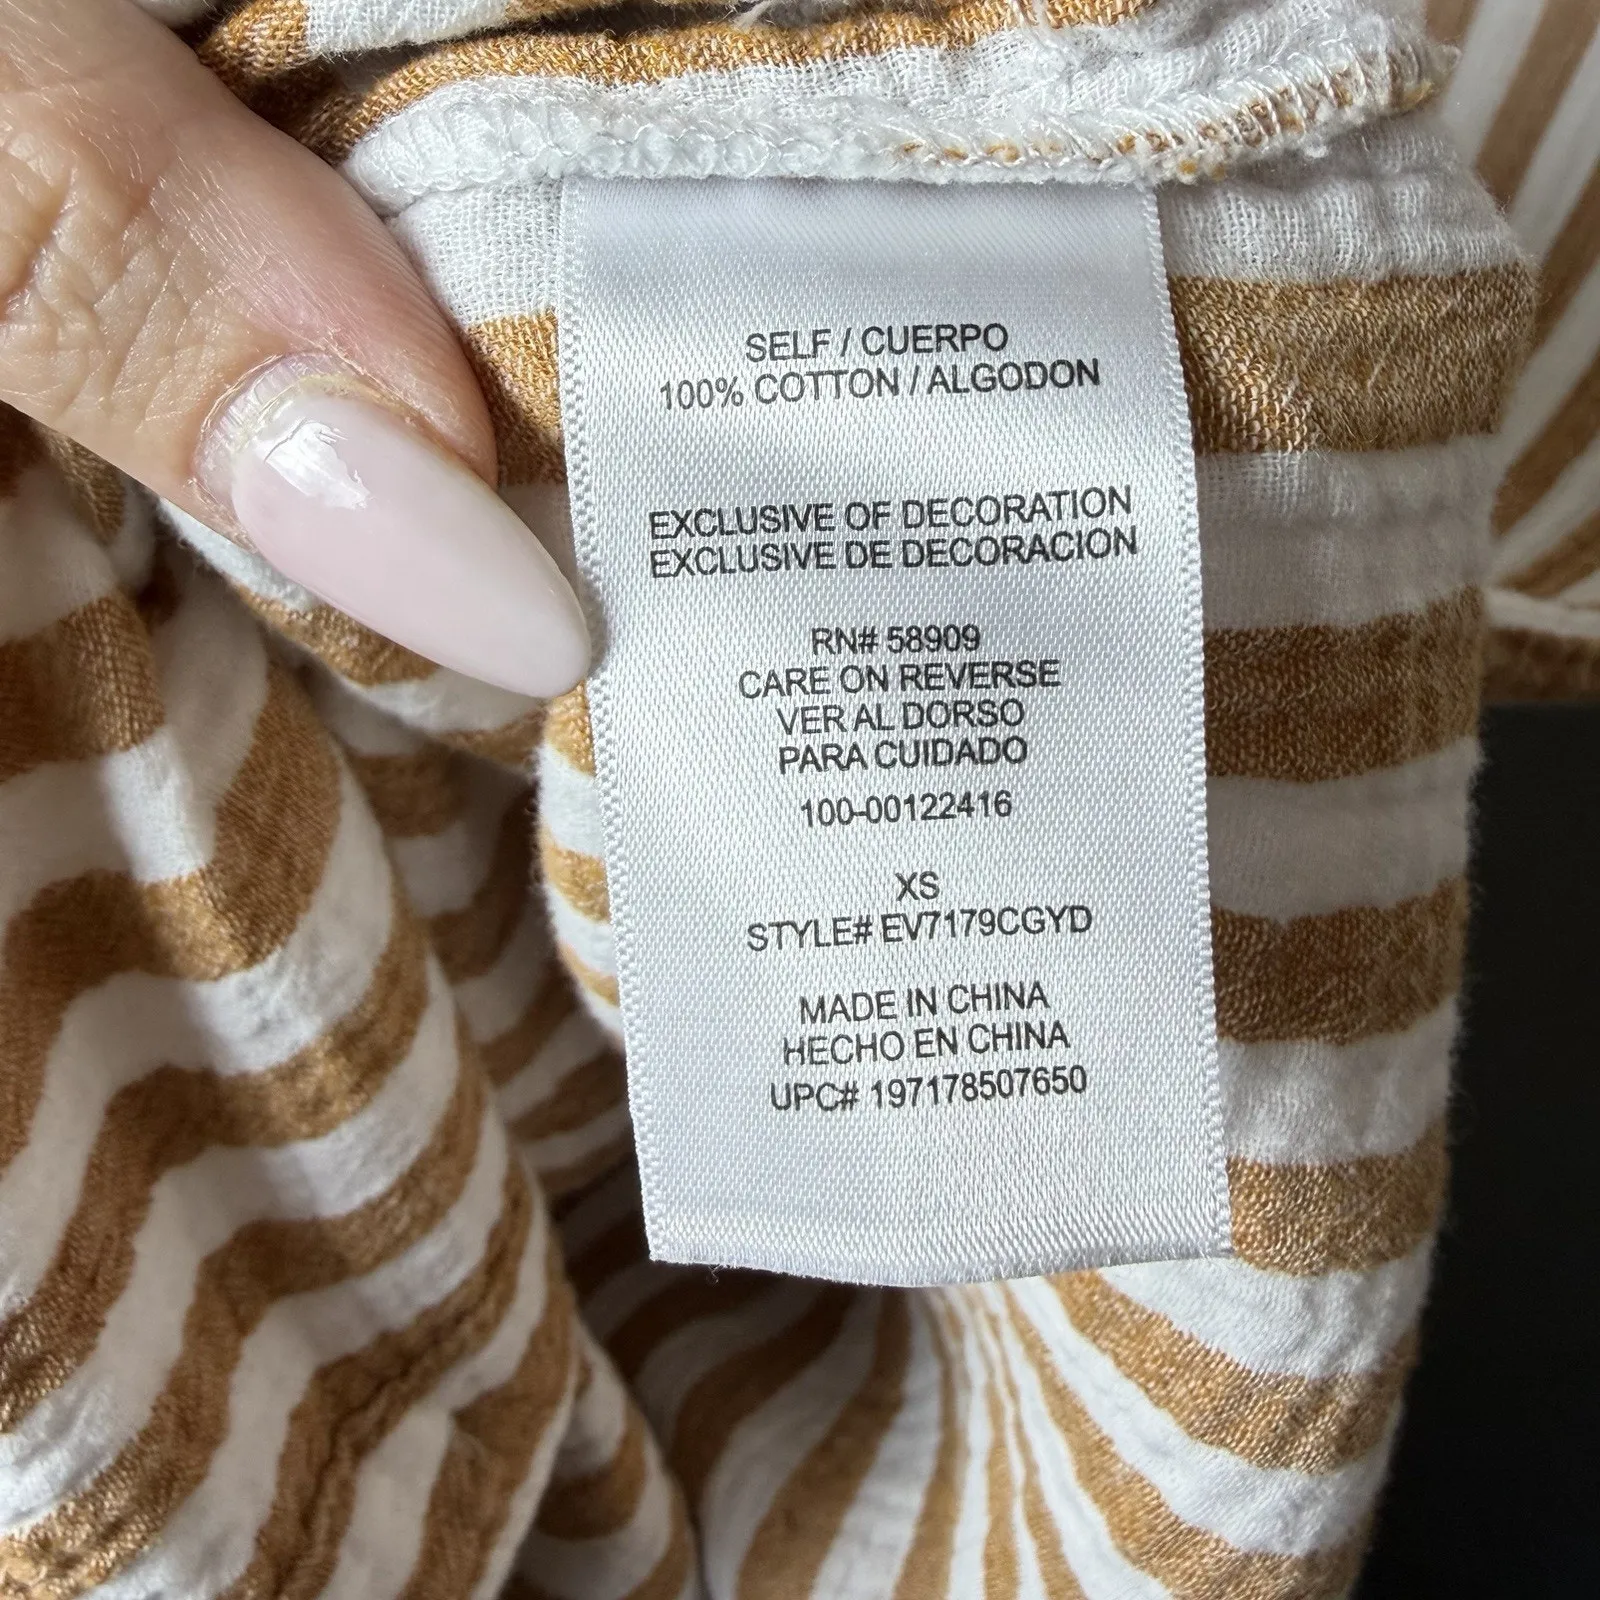 SELF / CUERPO
100% COTTON / ALGODON
EXCLUSIVE OF DECORATION
EXCLUSIVE DE DECORACION
RN# 58909
CARE ON REVERSE
VER AL DORSO
PARA CUIDADO
100-00122416
XS
STYLE# EV7179CGYD
MADE IN CHINA
HECHO EN CHINA
UPC# 197178507650